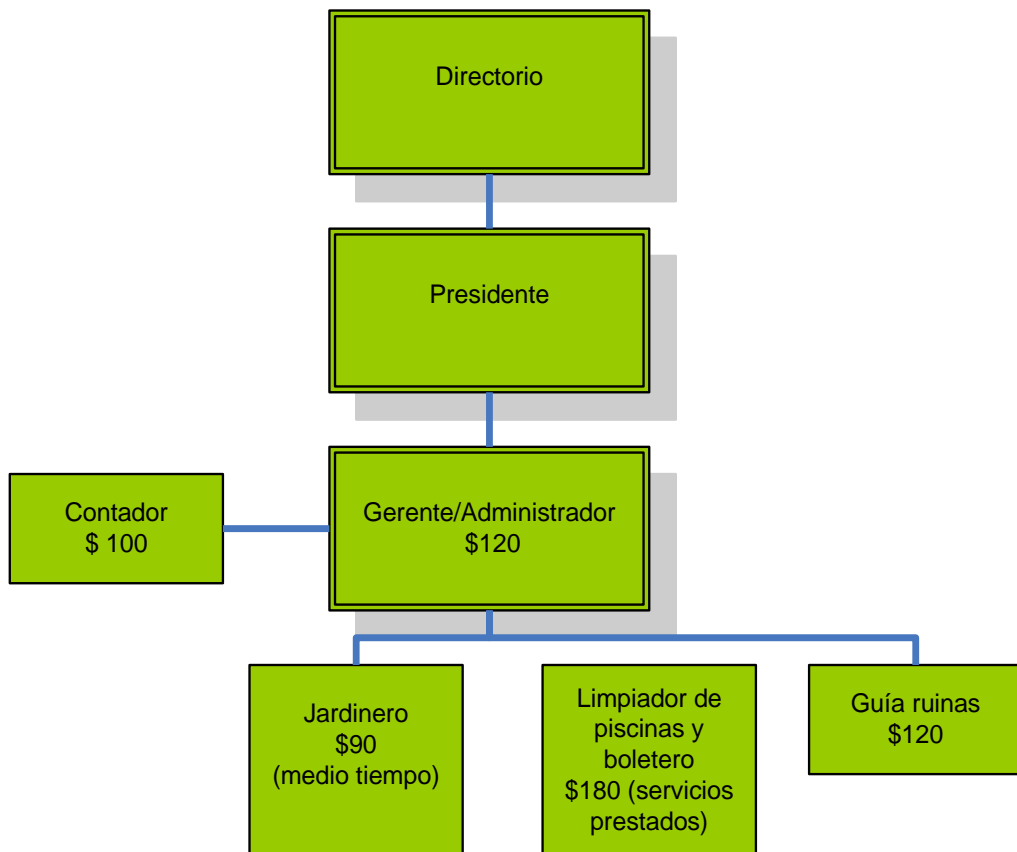 Directorio
Presidente
Contador
$ 100
Gerente/Administrador
$120
Jardinero
$90
(medio tiempo)
Limpiador de
piscinas y
boletero
$180 (servicios
prestados)
Guía ruinas
$120